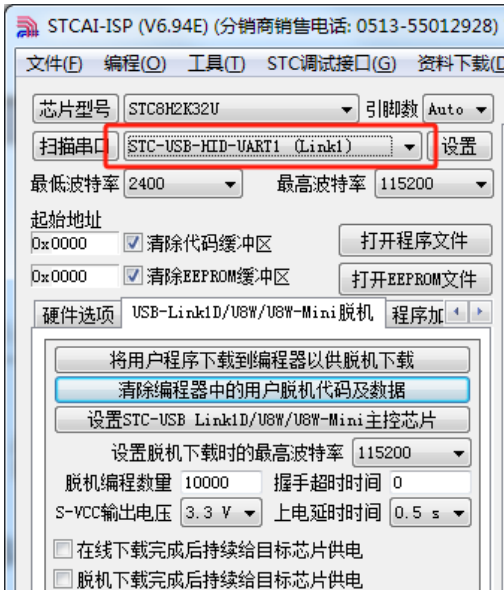 STCAI-ISP (V6.94E) (分销商销售电话: 0513-55012928)
文件(F) 编程(O) 工具(T) STC调试接口(G) 资料下载(
芯片型号 STC8H2K32U 引脚数 Auto
扫描串口 STC-USB-HID-UART1 (Link1) 设置
最低波特率 2400 最高波特率 115200
起始地址
0x0000 清除代码缓冲区 打开程序文件
0x0000 清除EEPROM缓冲区 打开EEPROM文件
硬件选项 USB-Link1D/U8W/U8W-Mini脱机 程序加
将用户程序下载到编程器以供脱机下载
清除编程器中的用户脱机代码及数据
设置STC-USB Link1D/U8W/U8W-Mini主控芯片
设置脱机下载时的最高波特率 115200
脱机编程数量 10000 握手超时时间 0
S-VCC输出电压 3.3 V 上电延时时间 0.5 s
在线下载完成后持续给目标芯片供电
脱机下载完成后持续给目标芯片供电